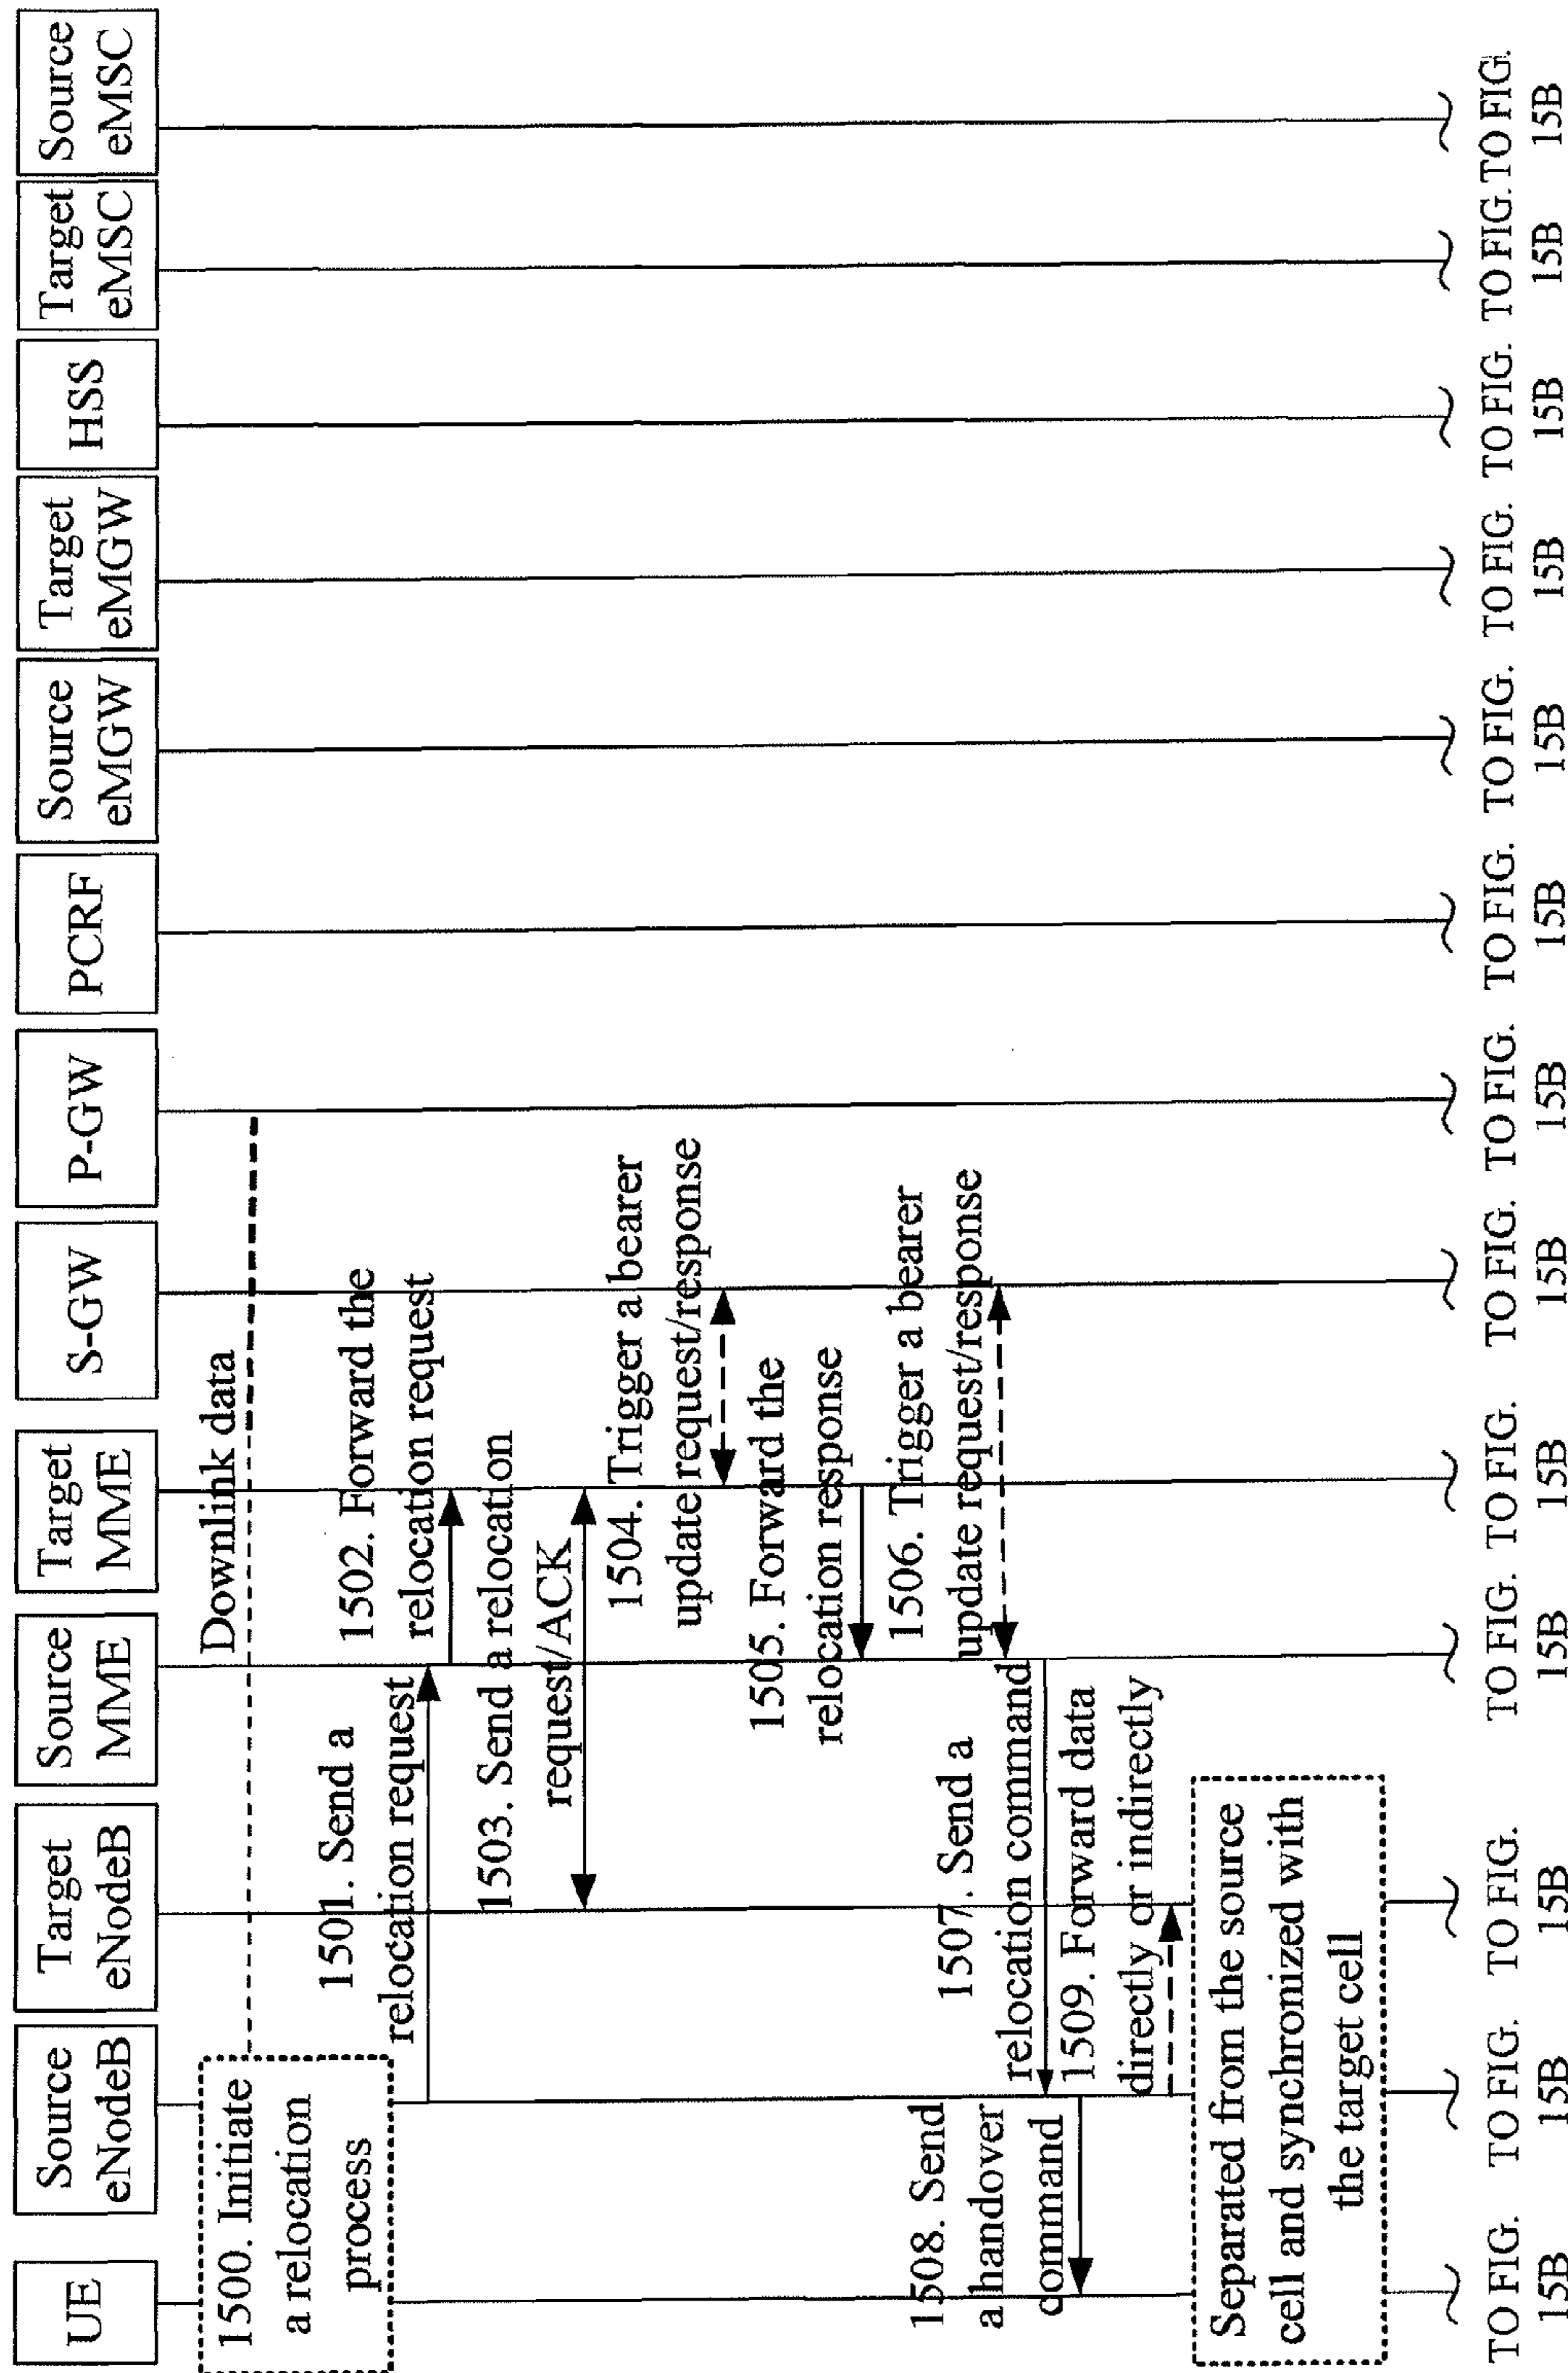 UE
Source
eNodeB
Target
eNodeB
Source
MME
Target
MME
S-GW
P-GW
PCRF
Source
eMGW
Target
eMGW
HSS
Target
eMSC
Source
eMSC
Downlink data
1500. Initiate
a relocation
process
1501. Send a
relocation request
1502. Forward the
relocation request
1503. Send a relocation
request/ACK
1504. Trigger a bearer
update request/response
1505. Forward the
relocation response
1506. Trigger a bearer
update request/response
1507. Send a
relocation command
1508. Send
a handover
command
1509. Forward data
directly or indirectly
Separated from the source
cell and synchronized with
the target cell
TO FIG.
15B
TO FIG.
15B
TO FIG.
15B
TO FIG.
15B
TO FIG.
15B
TO FIG.
15B
TO FIG.
15B
TO FIG.
15B
TO FIG.
15B
TO FIG.
15B
TO FIG.
15B
TO FIG.
15B
TO FIG.
15B